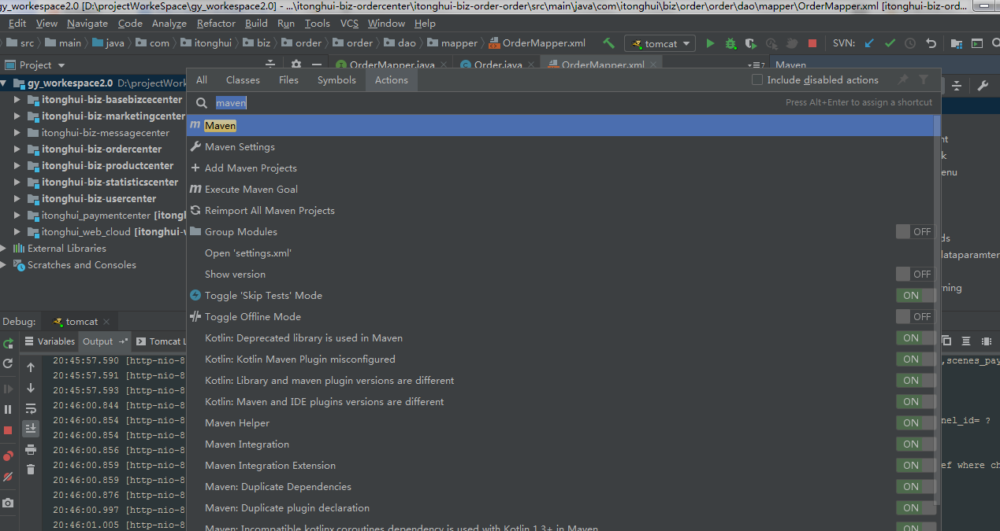 gy_workespace2.0 [D:\projectWorkeSpace\gy_workespace2.0] - ...\itonghui-biz-ordercenter\itonghui-biz-order-order\src\main\java\com\itonghui\biz\order\order\dao\mapper\OrderMapper.xml [itonghui-biz-ord...
Edit View Navigate Code Analyze Refactor Build Run Tools VCS Window Help
src main java com itonghui biz order order dao mapper OrderMapper.xml tomcat SVN:
Project OrderMapper.java Order.java OrderMapper.xml Maven
gy_workespace2.0 D:\projectWork
itonghui-biz-basebizcecenter
itonghui-biz-marketingcenter
itonghui-biz-messagecenter
itonghui-biz-ordercenter
itonghui-biz-productcenter
itonghui-biz-statisticscenter
itonghui-biz-usercenter
itonghui_paymentcenter [itongh
itonghui_web_cloud [itonghui-w
External Libraries
Scratches and Consoles
All Classes Files Symbols Actions Include disabled actions
maven Press Alt+Enter to assign a shortcut
Maven
Maven Settings
Add Maven Projects
Execute Maven Goal
Reimport All Maven Projects
Group Modules OFF
Open 'settings.xml'
Show version OFF
Toggle 'Skip Tests' Mode ON
Toggle Offline Mode OFF
Kotlin: Deprecated library is used in Maven ON
Kotlin: Kotlin Maven Plugin misconfigured ON
Kotlin: Library and maven plugin versions are different ON
Kotlin: Maven and IDE plugins versions are different ON
Maven Helper ON
Maven Integration ON
Maven Integration Extension ON
Maven: Duplicate Dependencies ON
Maven: Duplicate plugin declaration ON
Maven: Incompatible kotlinx.coroutines dependency is used with Kotlin 1.3+ in Maven ON
nt
k
enu
ds
dataparamter
rning
Debug: tomcat
Variables Output Tomcat L
20:45:57.590 [http-nio-8
20:45:57.591 [http-nio-8
20:45:57.593 [http-nio-8
20:46:00.844 [http-nio-8
20:46:00.854 [http-nio-8
20:46:00.854 [http-nio-8
20:46:00.856 [http-nio-8
20:46:00.859 [http-nio-8
20:46:00.859 [http-nio-8
20:46:00.876 [http-nio-8
20:46:00.997 [http-nio-8
20:46:01.005 [http-nio-8
,scenes_pay
nel_id= ?
ef where ch